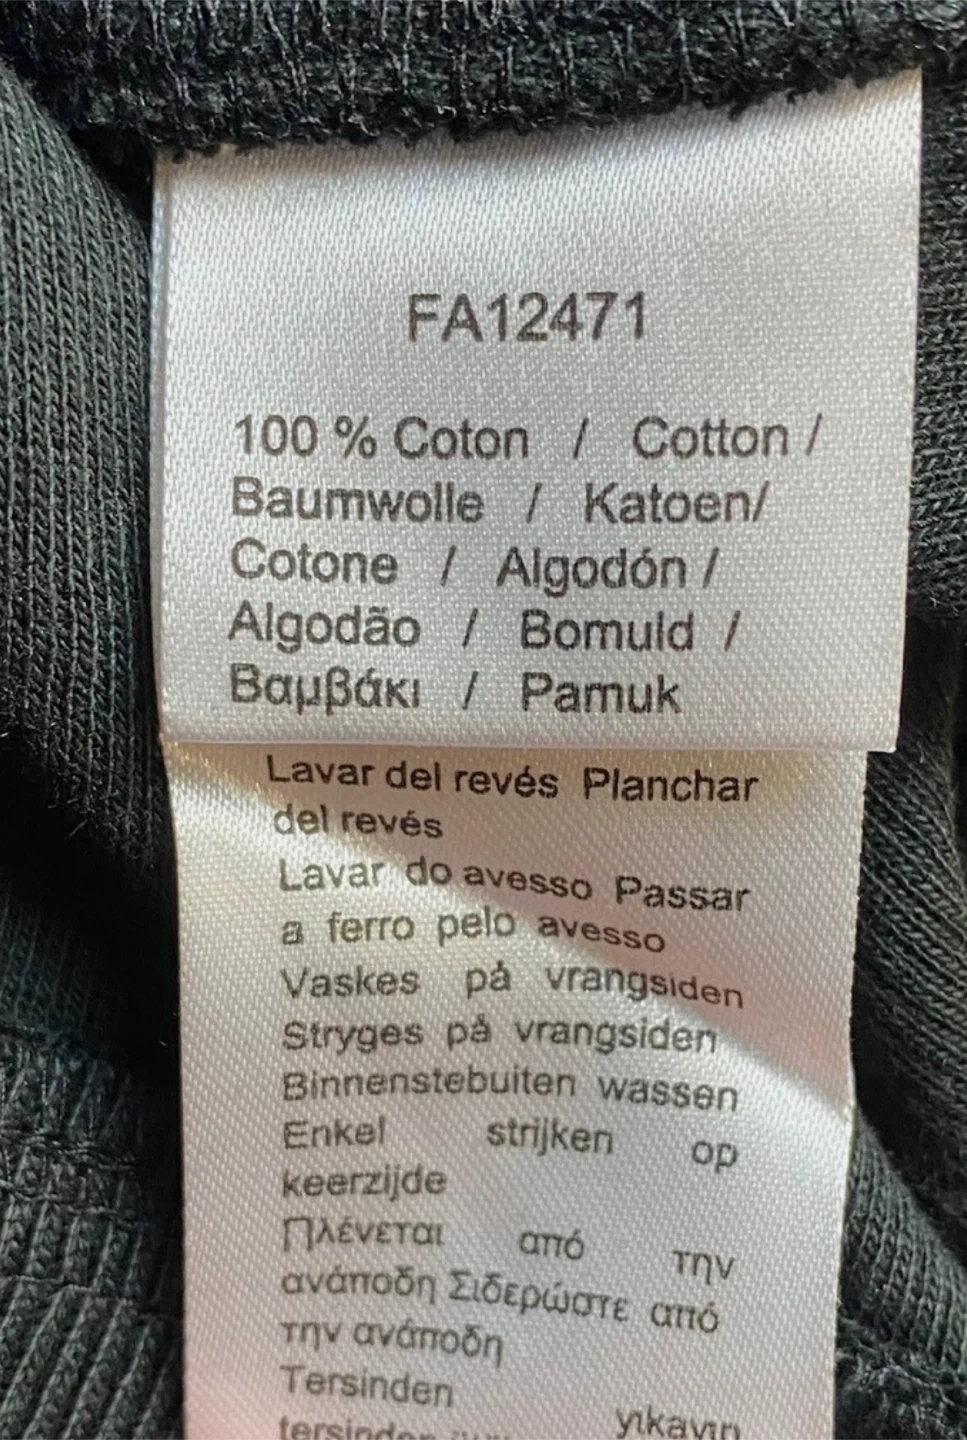 FA12471
100 % Coton / Cotton /
Baumwolle / Katoen/
Cotone / Algodón /
Algodão / Bomuld /
Βαμβάκι / Pamuk
Lavar del revés Planchar
del revés
Lavar do avesso Passar
a ferro pelo avesso
Vaskes på vrangsiden
Stryges på vrangsiden
Binnenstebuiten wassen
Enkel strijken op
keerzijde
Πλένεται από την
ανάποδη Σιδερώστε από
την ανάποδη
Tersinden yıkayın
tersinden